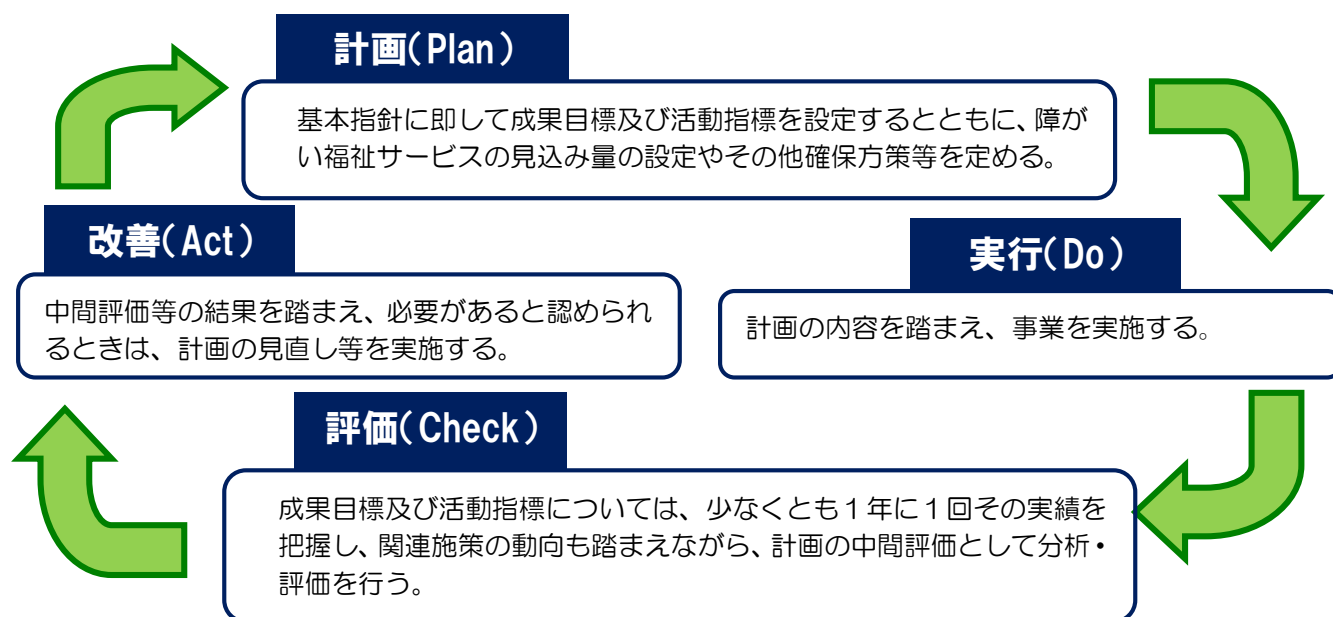 計画(Plan)
基本指針に即して成果目標及び活動指標を設定するとともに、障が
い福祉サービスの見込み量の設定やその他確保方策等を定める。
改善(Act)
中間評価等の結果を踏まえ、必要があると認められ
るときは、計画の見直し等を実施する。
実行(Do)
計画の内容を踏まえ、事業を実施する。
評価(Check)
成果目標及び活動指標については、少なくとも１年に１回その実績を
把握し、関連施策の動向も踏まえながら、計画の中間評価として分析・
評価を行う。